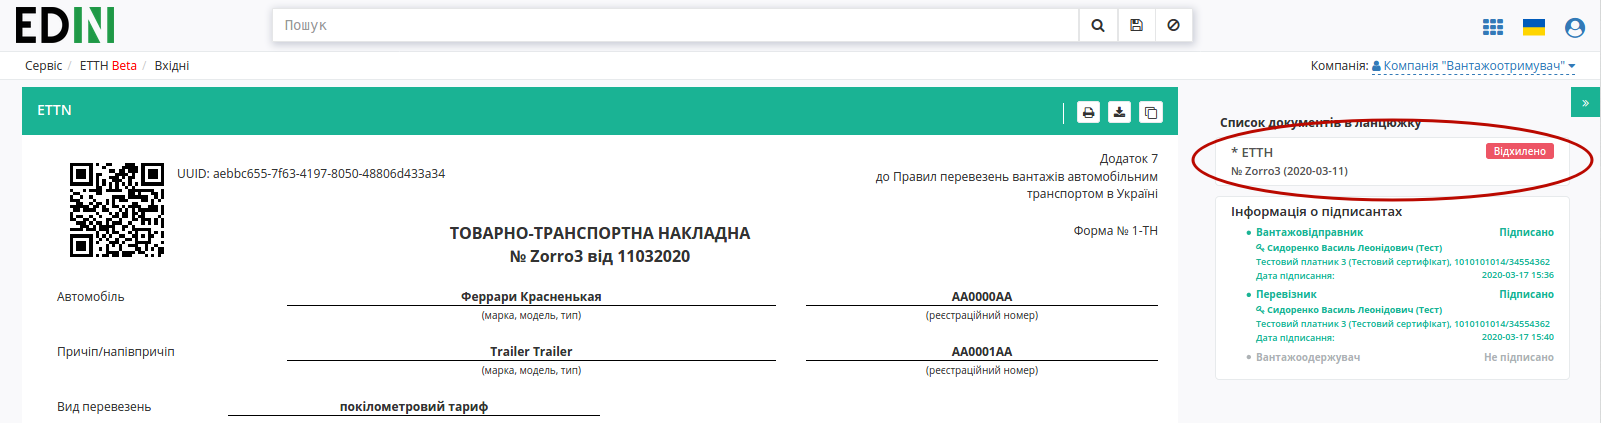 EDIN
Пошук
Сервіс / ЕТТН Beta / Вхідні
Компанія: Компанія "Вантажоотримувач"
ETTN
»
UUID: aebbc655-7f63-4197-8050-48806d433a34
Додаток 7
до Правил перевезень вантажів автомобільним
транспортом в Україні
Форма № 1-ТН
ТОВАРНО-ТРАНСПОРТНА НАКЛАДНА
№ Zorro3 від 11032020
Автомобіль
Феррари Красненькая
АА0000АА
(марка, модель, тип)
(реєстраційний номер)
Причіп/напівпричіп
Trailer Trailer
АА0001АА
(марка, модель, тип)
(реєстраційний номер)
Вид перевезень
покілометровий тариф
Список документів в ланцюжку
* ЕТТН
Відхилено
№ Zorro3 (2020-03-11)
Інформація о підписантах
Вантажовідправник Підписано
Сидоренко Василь Леонідович (Тест)
Тестовий платник 3 (Тестовий сертифікат), 1010101014/34554362
Дата підписання: 2020-03-17 15:36
Перевізник Підписано
Сидоренко Василь Леонідович (Тест)
Тестовий платник 3 (Тестовий сертифікат), 1010101014/34554362
Дата підписання: 2020-03-17 15:40
Вантажоодержувач Не підписано